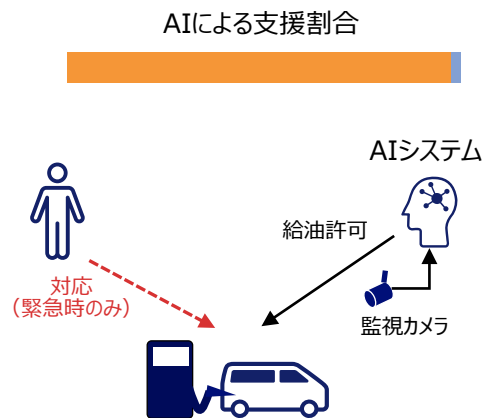 AIによる支援割合
AIシステム
給油許可
対応
（緊急時のみ）
監視カメラ